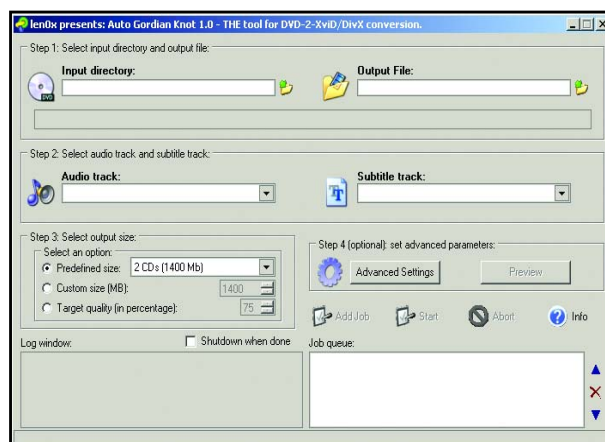 len0x presents: Auto Gordian Knot 1.0 - THE tool for DVD-2-XviD/DivX conversion.
Step 1: Select input directory and output file:
Input directory:
Output File:
DVD
Step 2: Select audio track and subtitle track:
Audio track:
Subtitle track:
Step 3: Select output size:
Select an option:
Predefined size:
2 CDs (1400 Mb)
Custom size (MB):
1400
Target quality (in percentage):
75
Step 4 (optional): set advanced parameters:
Advanced Settings
Preview
Add Job
Start
Abort
Info
Log window:
Shutdown when done
Job queue: